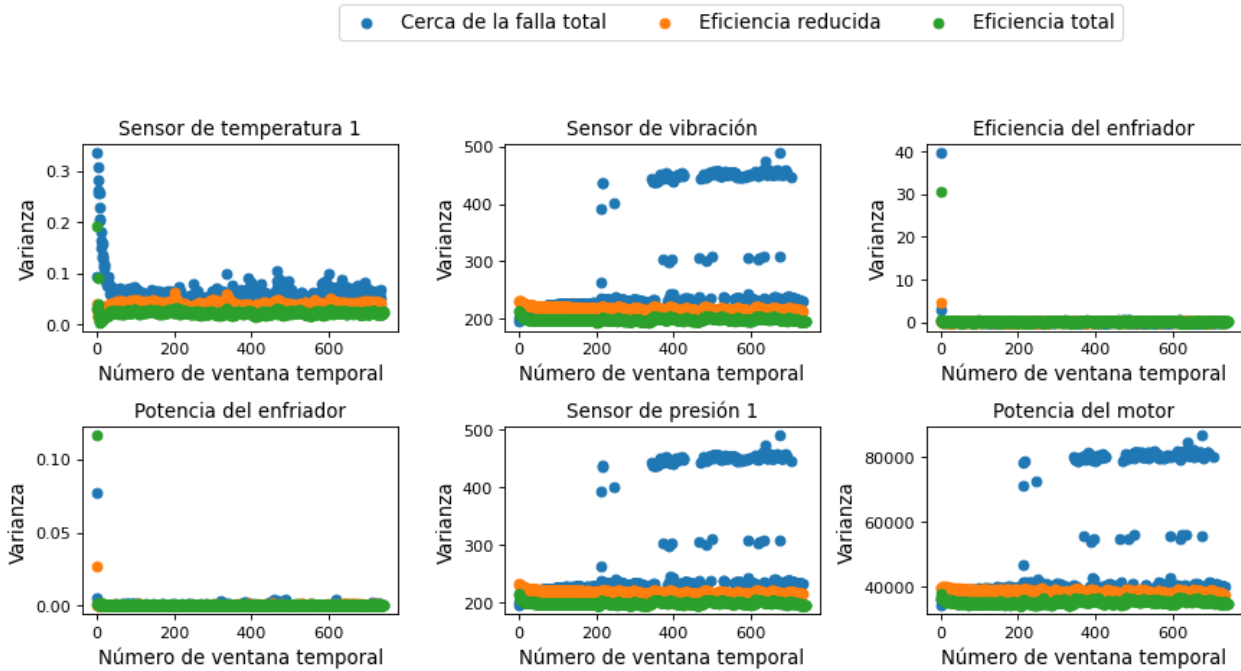 Cerca de la falla total Eficiencia reducida Eficiencia total
Sensor de temperatura 1
0.3
0.2
0.1
0.0
Varianza
0 200 400 600
Número de ventana temporal
Sensor de vibración
500
400
300
200
Varianza
0 200 400 600
Número de ventana temporal
Eficiencia del enfriador
40
30
20
10
0
Varianza
0 200 400 600
Número de ventana temporal
Potencia del enfriador
0.10
0.05
0.00
Varianza
0 200 400 600
Número de ventana temporal
Sensor de presión 1
500
400
300
200
Varianza
0 200 400 600
Número de ventana temporal
Potencia del motor
80000
60000
40000
Varianza
0 200 400 600
Número de ventana temporal